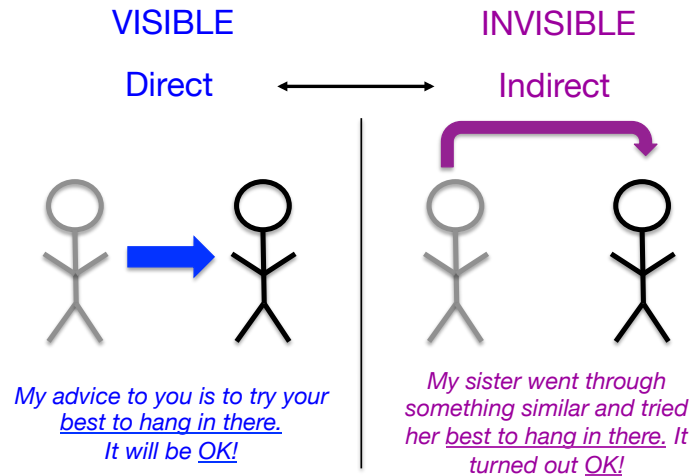 VISIBLE
Direct
My advice to you is to try your
best to hang in there.
It will be OK!
INVISIBLE
Indirect
My sister went through
something similar and tried
her best to hang in there. It
turned out OK!